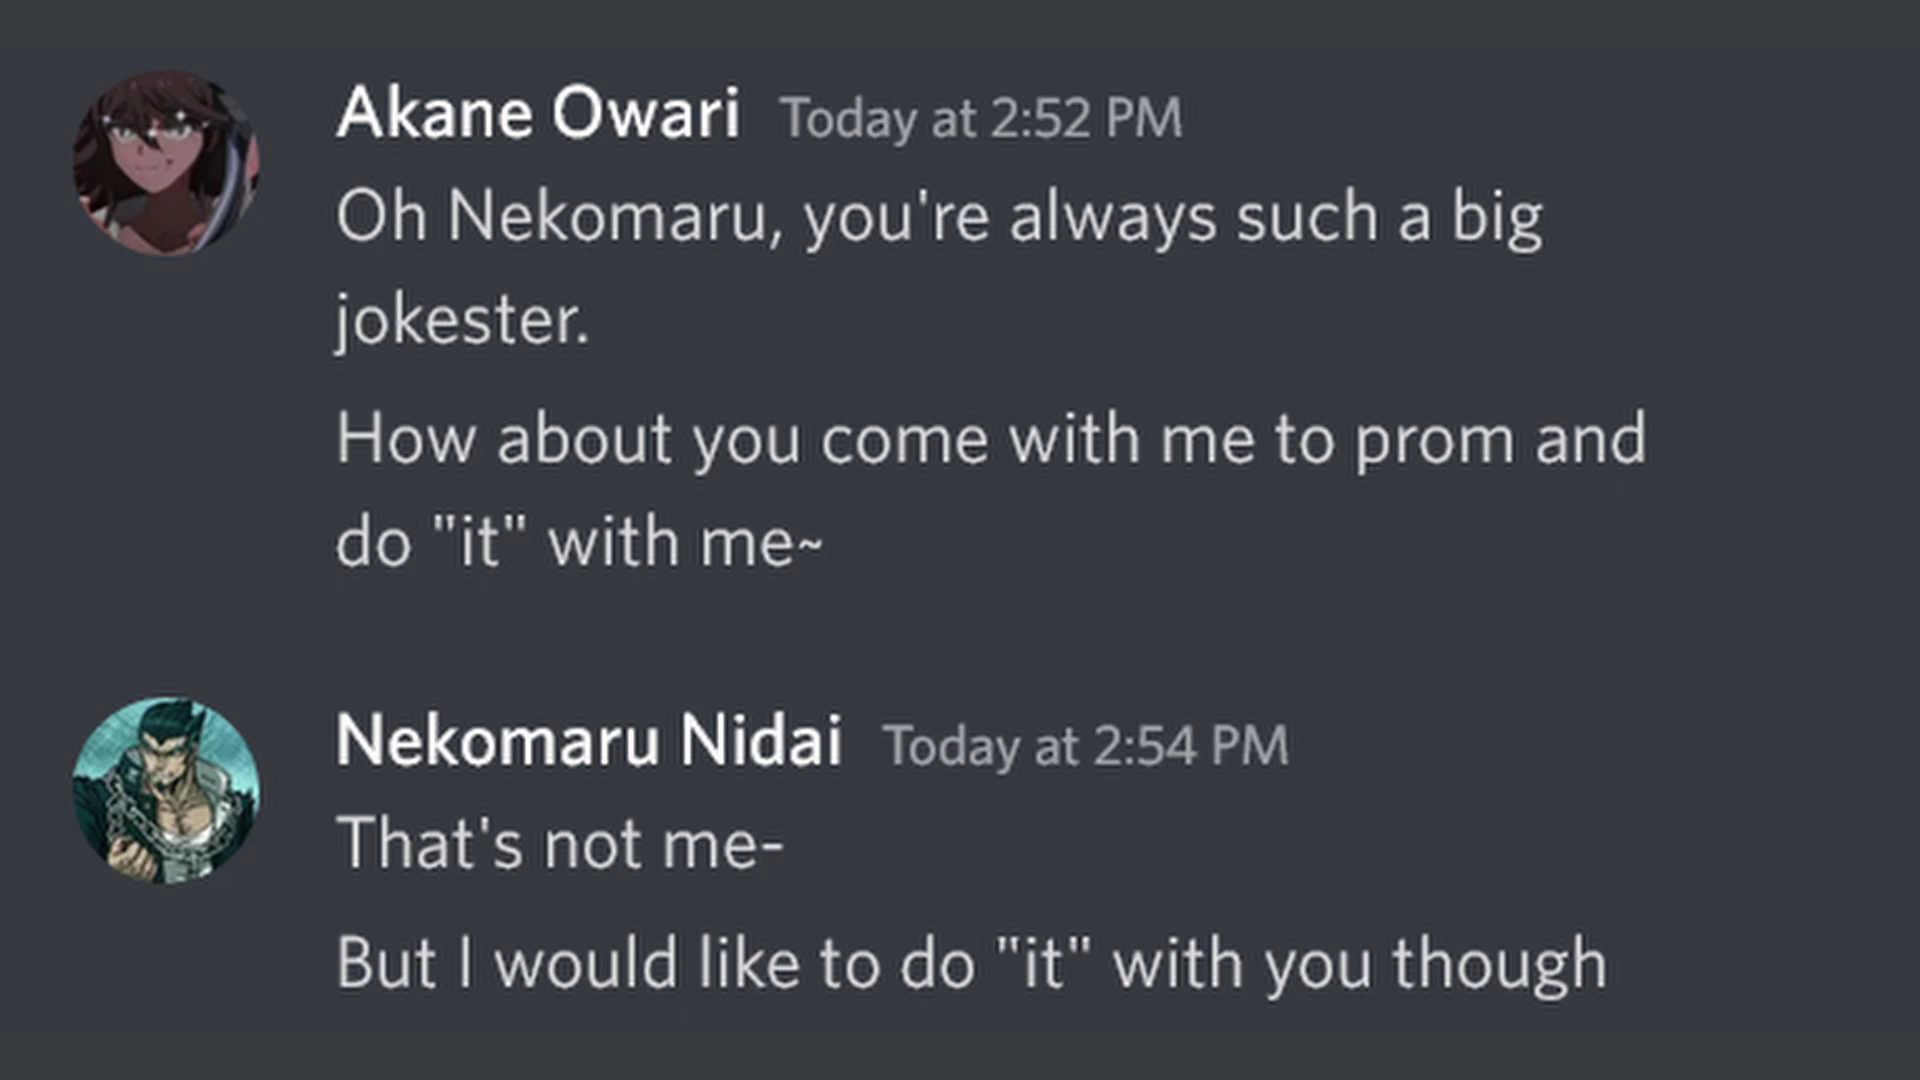 Akane Owari Today at 2:52 PM
Oh Nekomaru, you're always such a big
jokester.
How about you come with me to prom and
do "it" with me~
Nekomaru Nidai Today at 2:54 PM
That's not me-
But I would like to do "it" with you though